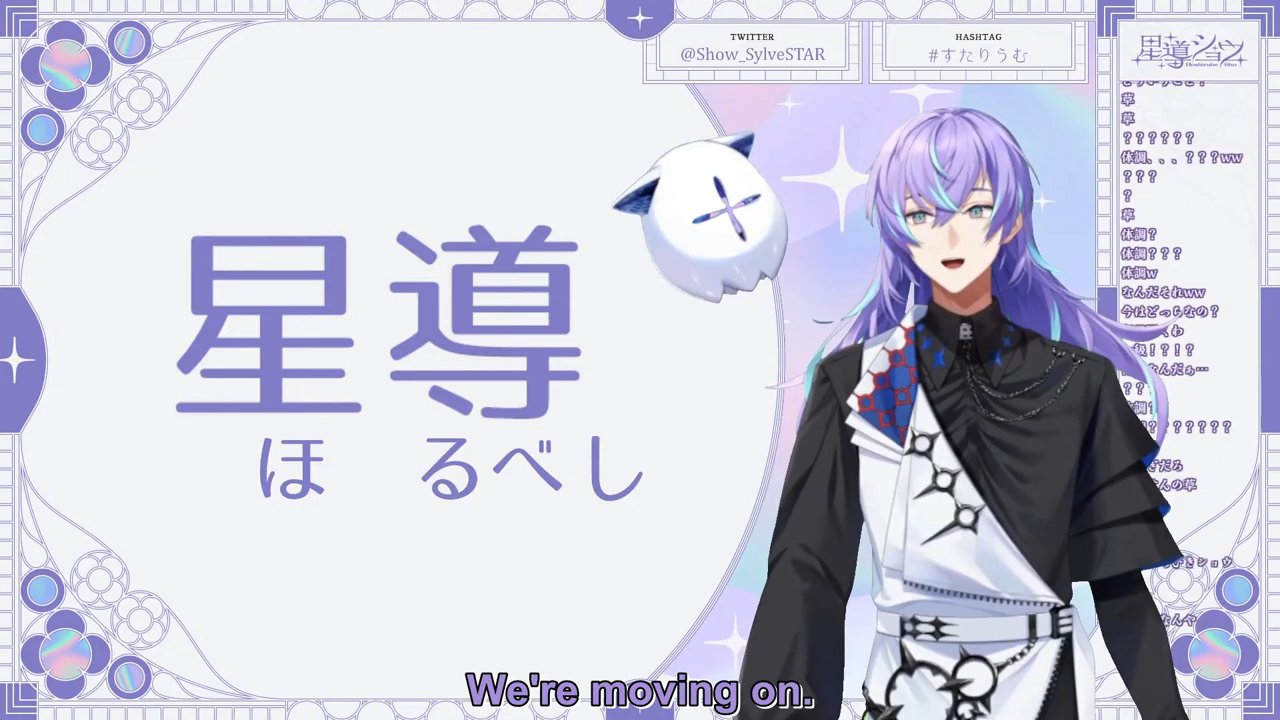 TWITTER
@Show_SylveSTAR
HASHTAG
#すたりうむ
星導ショウ
Hoshirube Sho
草
草
??????
体調、、、???ww
???
?
草
体調?
体調???
体調w
なんだそれww
今はどっちなの?
星導
ほ るべし
We're moving on.